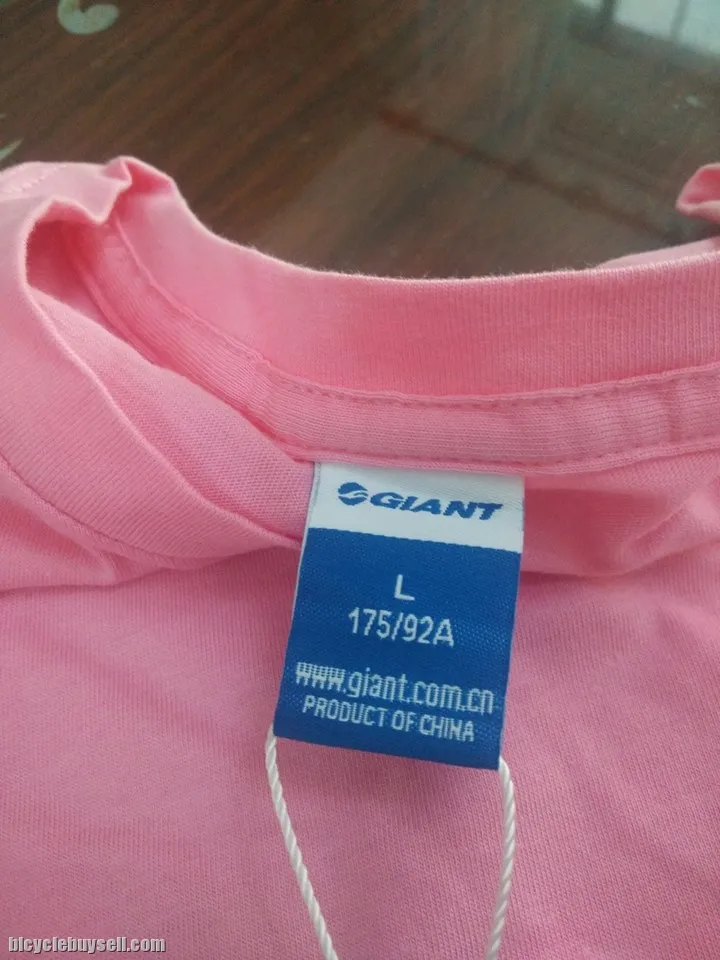 GIANT
L
175/92A
www.giant.com.cn
PRODUCT OF CHINA
bicyclebuysell.com